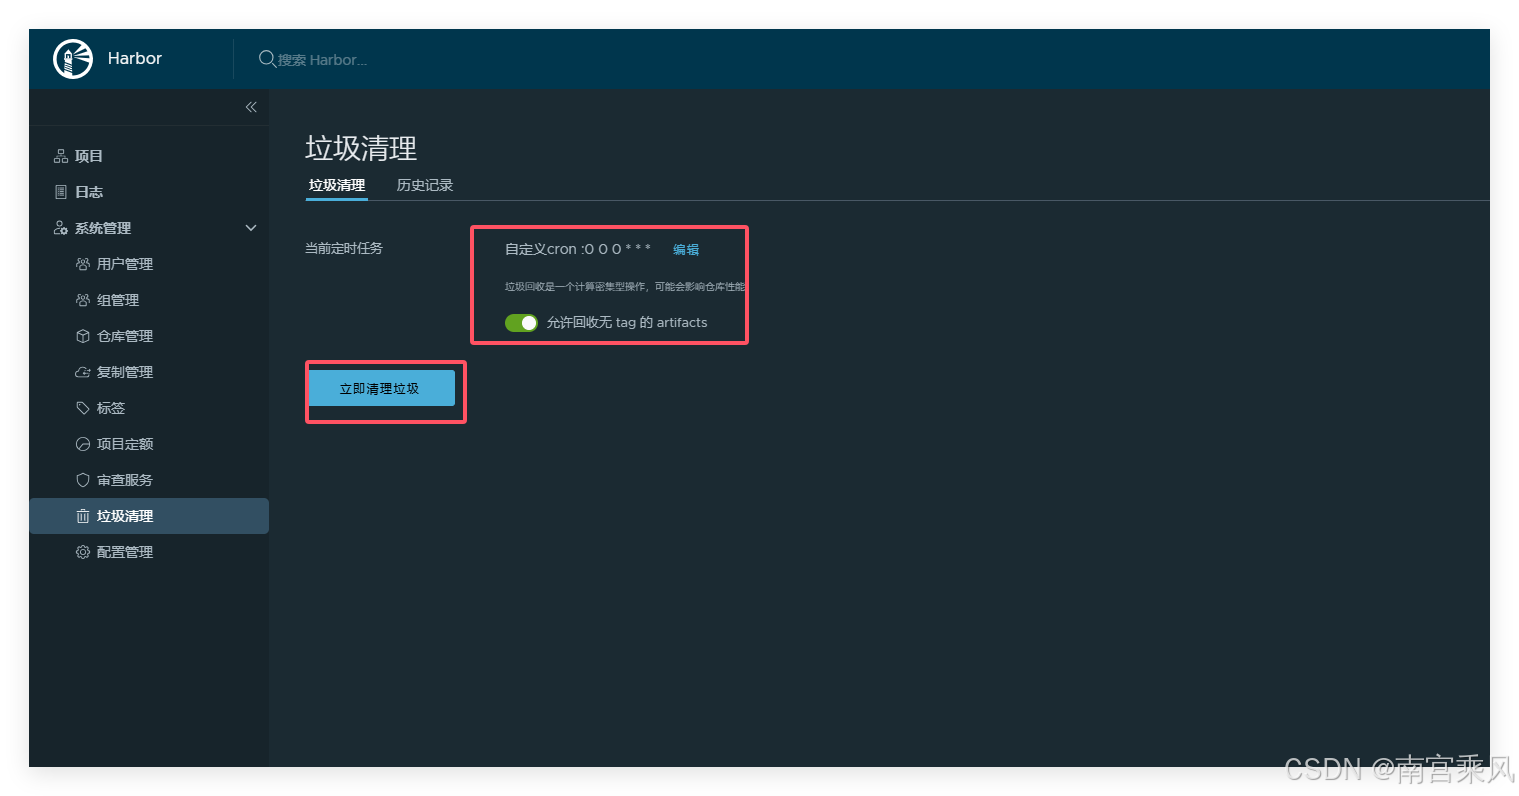 Harbor
搜索 Harbor...
项目
日志
系统管理
用户管理
组管理
仓库管理
复制管理
标签
项目定额
审查服务
垃圾清理
配置管理
垃圾清理
垃圾清理
历史记录
当前定时任务
自定义cron :0 0 0 * * * 编辑
垃圾回收是一个计算密集型操作，可能会影响仓库性能
允许回收无 tag 的 artifacts
立即清理垃圾
CSDN @南宫乘风